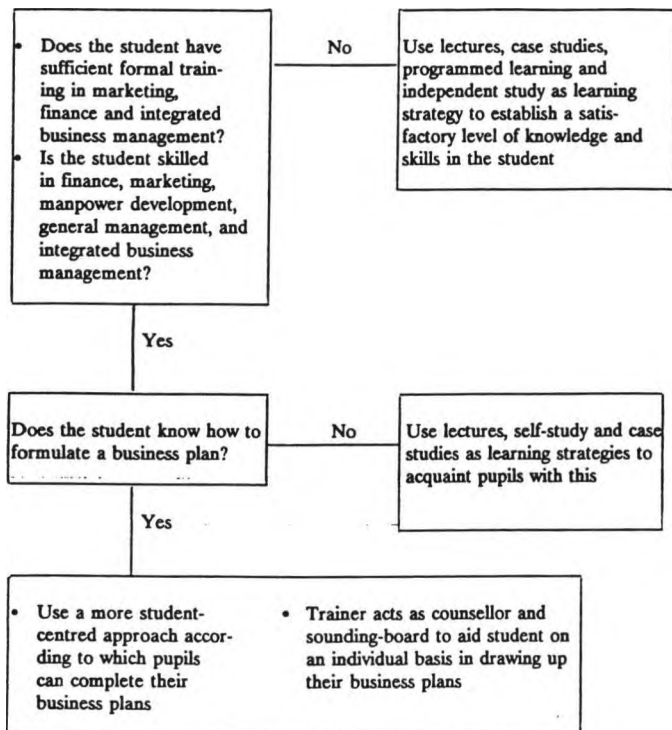 • Does the student have
sufficient formal train-
ing in marketing,
finance and integrated
business management?
• Is the student skilled
in finance, marketing,
manpower development,
general management, and
integrated business
management?
No
Use lectures, case studies,
programmed learning and
independent study as learning
strategy to establish a satis-
factory level of knowledge and
skills in the student
Yes
Does the student know how to
formulate a business plan?
No
Use lectures, self-study and case
studies as learning strategies to
acquaint pupils with this
Yes
• Use a more student-
centred approach accor-
ding to which pupils
can complete their
business plans
• Trainer acts as counsellor and
sounding-board to aid student on
an individual basis in drawing up
their business plans